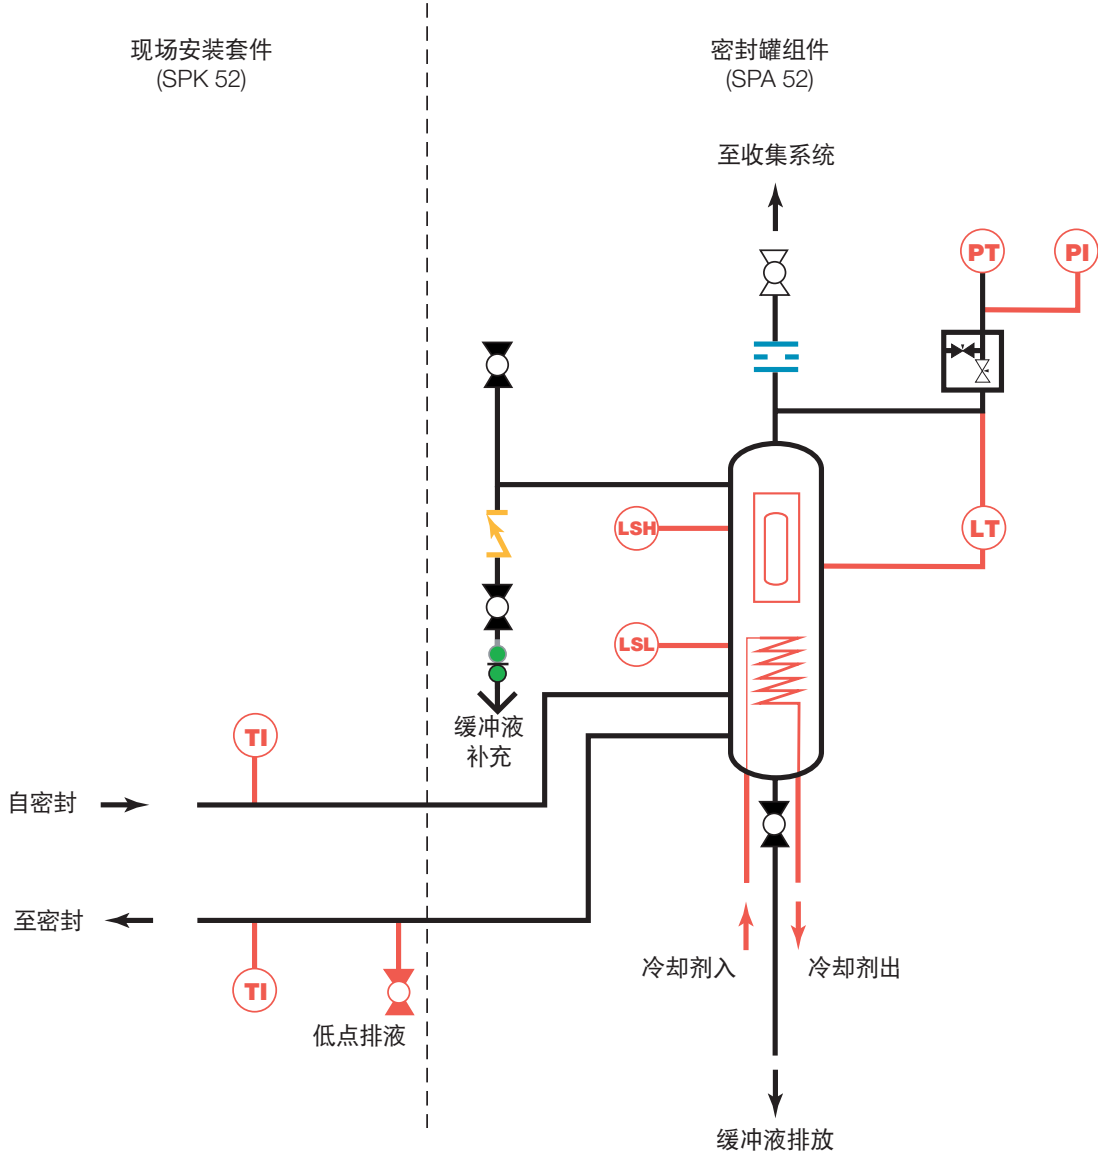 现场安装套件
(SPK 52)
密封罐组件
(SPA 52)
至收集系统
PT
PI
LSH
LT
LSL
缓冲液
补充
TI
自密封
至密封
TI
低点排液
冷却剂入
冷却剂出
缓冲液排放